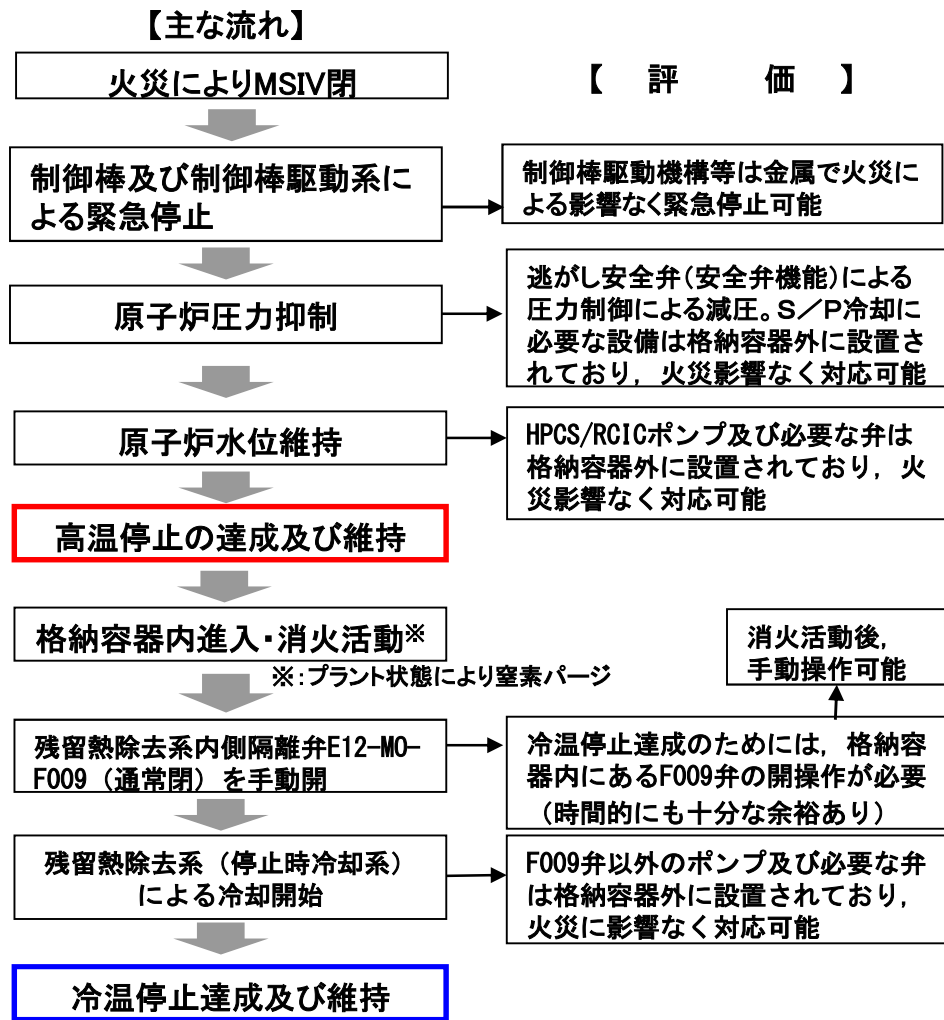 【主な流れ】
火災によりMSIV閉
【　評　価　】
制御棒及び制御棒駆動系に
よる緊急停止
制御棒駆動機構等は金属で火災に
よる影響なく緊急停止可能
原子炉圧力抑制
逃がし安全弁(安全弁機能)による
圧力制御による減圧。S／P冷却に
必要な設備は格納容器外に設置さ
れており，火災影響なく対応可能
原子炉水位維持
HPCS/RCICポンプ及び必要な弁は
格納容器外に設置されており，火
災影響なく対応可能
高温停止の達成及び維持
格納容器内進入・消火活動※
※：プラント状態により窒素パージ
消火活動後，
手動操作可能
残留熱除去系内側隔離弁E12-MO-
F009（通常閉）を手動開
冷温停止達成のためには，格納容
器内にあるF009弁の開操作が必要
（時間的にも十分な余裕あり）
残留熱除去系（停止時冷却系）
による冷却開始
F009弁以外のポンプ及び必要な弁
は格納容器外に設置されており，
火災に影響なく対応可能
冷温停止達成及び維持